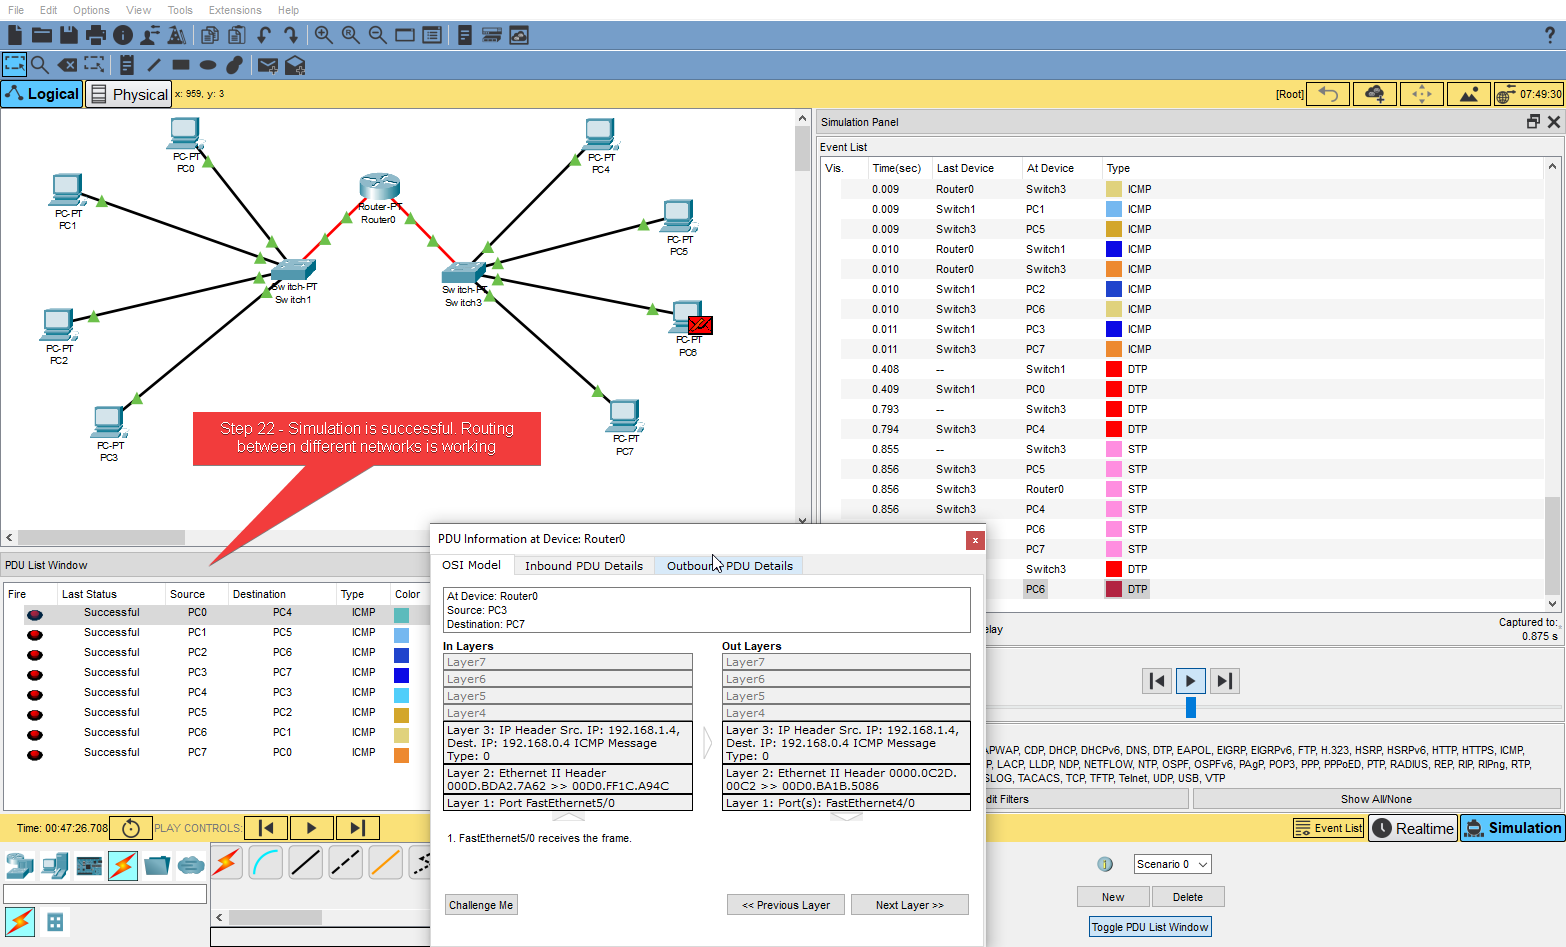 File Edit Options View Tools Extensions Help
?
Logical Physical x: 959, y: 3 [Root] 07:49:30
Simulation Panel
Event List
Vis. Time(sec) Last Device At Device Type
0.009 Router0 Switch3 ICMP
0.009 Switch1 PC1 ICMP
0.009 Switch3 PC5 ICMP
0.010 Router0 Switch1 ICMP
0.010 Router0 Switch3 ICMP
0.010 Switch1 PC2 ICMP
0.010 Switch3 PC6 ICMP
0.011 Switch1 PC3 ICMP
0.011 Switch3 PC7 ICMP
0.408 -- Switch1 DTP
0.409 Switch1 PC0 DTP
0.793 -- Switch3 DTP
0.794 Switch3 PC4 DTP
0.855 -- Switch3 STP
0.856 Switch3 PC5 STP
0.856 Switch3 Router0 STP
0.856 Switch3 PC4 STP
PC6 STP
PC7 STP
Switch3 DTP
PC6 DTP
elay
Captured to:
0.875 s
PC-PT
PC0
PC-PT
PC1
PC-PT
PC2
PC-PT
PC3
PC-PT
PC4
PC-PT
PC5
PC-PT
PC6
PC-PT
PC7
Router-PT
Router0
Switch-PT
Switch1
Switch-PT
Switch3
Step 22 - Simulation is successful. Routing
between different networks is working
PDU List Window
Fire Last Status Source Destination Type Color
Successful PC0 PC4 ICMP
Successful PC1 PC5 ICMP
Successful PC2 PC6 ICMP
Successful PC3 PC7 ICMP
Successful PC4 PC3 ICMP
Successful PC5 PC2 ICMP
Successful PC6 PC1 ICMP
Successful PC7 PC0 ICMP
PDU Information at Device: Router0
x
OSI Model Inbound PDU Details Outbound PDU Details
At Device: Router0
Source: PC3
Destination: PC7
In Layers
Layer7
Layer6
Layer5
Layer4
Layer 3: IP Header Src. IP: 192.168.1.4,
Dest. IP: 192.168.0.4 ICMP Message
Type: 0
Layer 2: Ethernet II Header
000D.BDA2.7A62 >> 00D0.FF1C.A94C
Layer 1: Port FastEthernet5/0
Out Layers
Layer7
Layer6
Layer5
Layer4
Layer 3: IP Header Src. IP: 192.168.1.4,
Dest. IP: 192.168.0.4 ICMP Message
Type: 0
Layer 2: Ethernet II Header 0000.0C2D.
00C2 >> 00D0.BA1B.5086
Layer 1: Port(s): FastEthernet4/0
1. FastEthernet5/0 receives the frame.
Challenge Me << Previous Layer Next Layer >>
APWAP, CDP, DHCP, DHCPv6, DNS, DTP, EAPOL, EIGRP, EIGRPv6, FTP, H.323, HSRP, HSRPv6, HTTP, HTTPS, ICMP,
P, LACP, LLDP, NDP, NETFLOW, NTP, OSPF, OSPFv6, PAgP, POP3, PPP, PPPoED, PTP, RADIUS, REP, RIP, RIPng, RTP,
SLOG, TACACS, TCP, TFTP, Telnet, UDP, USB, VTP
dit Filters Show All/None
Time: 00:47:26.708 PLAY CONTROLS:
Event List Realtime Simulation
Scenario 0
New Delete
Toggle PDU List Window